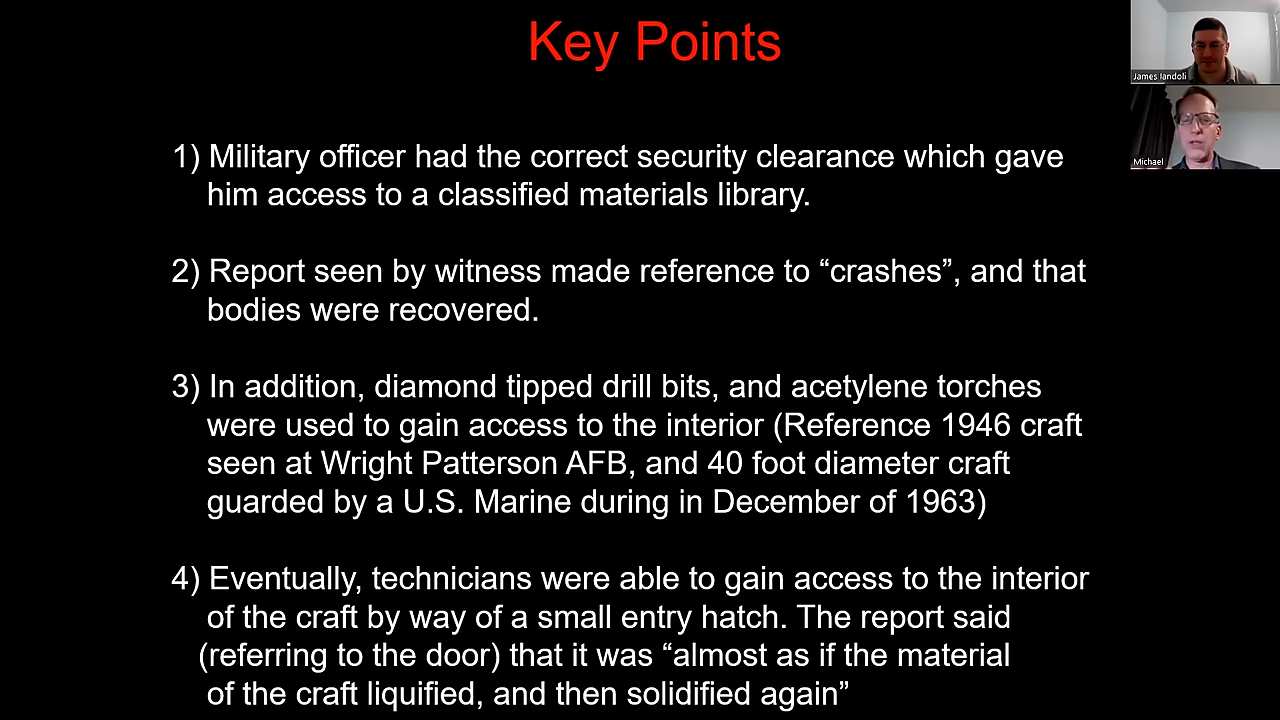 Key Points
James Iandoli
Michael
1) Military officer had the correct security clearance which gave
him access to a classified materials library.
2) Report seen by witness made reference to “crashes”, and that
bodies were recovered.
3) In addition, diamond tipped drill bits, and acetylene torches
were used to gain access to the interior (Reference 1946 craft
seen at Wright Patterson AFB, and 40 foot diameter craft
guarded by a U.S. Marine during in December of 1963)
4) Eventually, technicians were able to gain access to the interior
of the craft by way of a small entry hatch. The report said
(referring to the door) that it was “almost as if the material
of the craft liquified, and then solidified again”